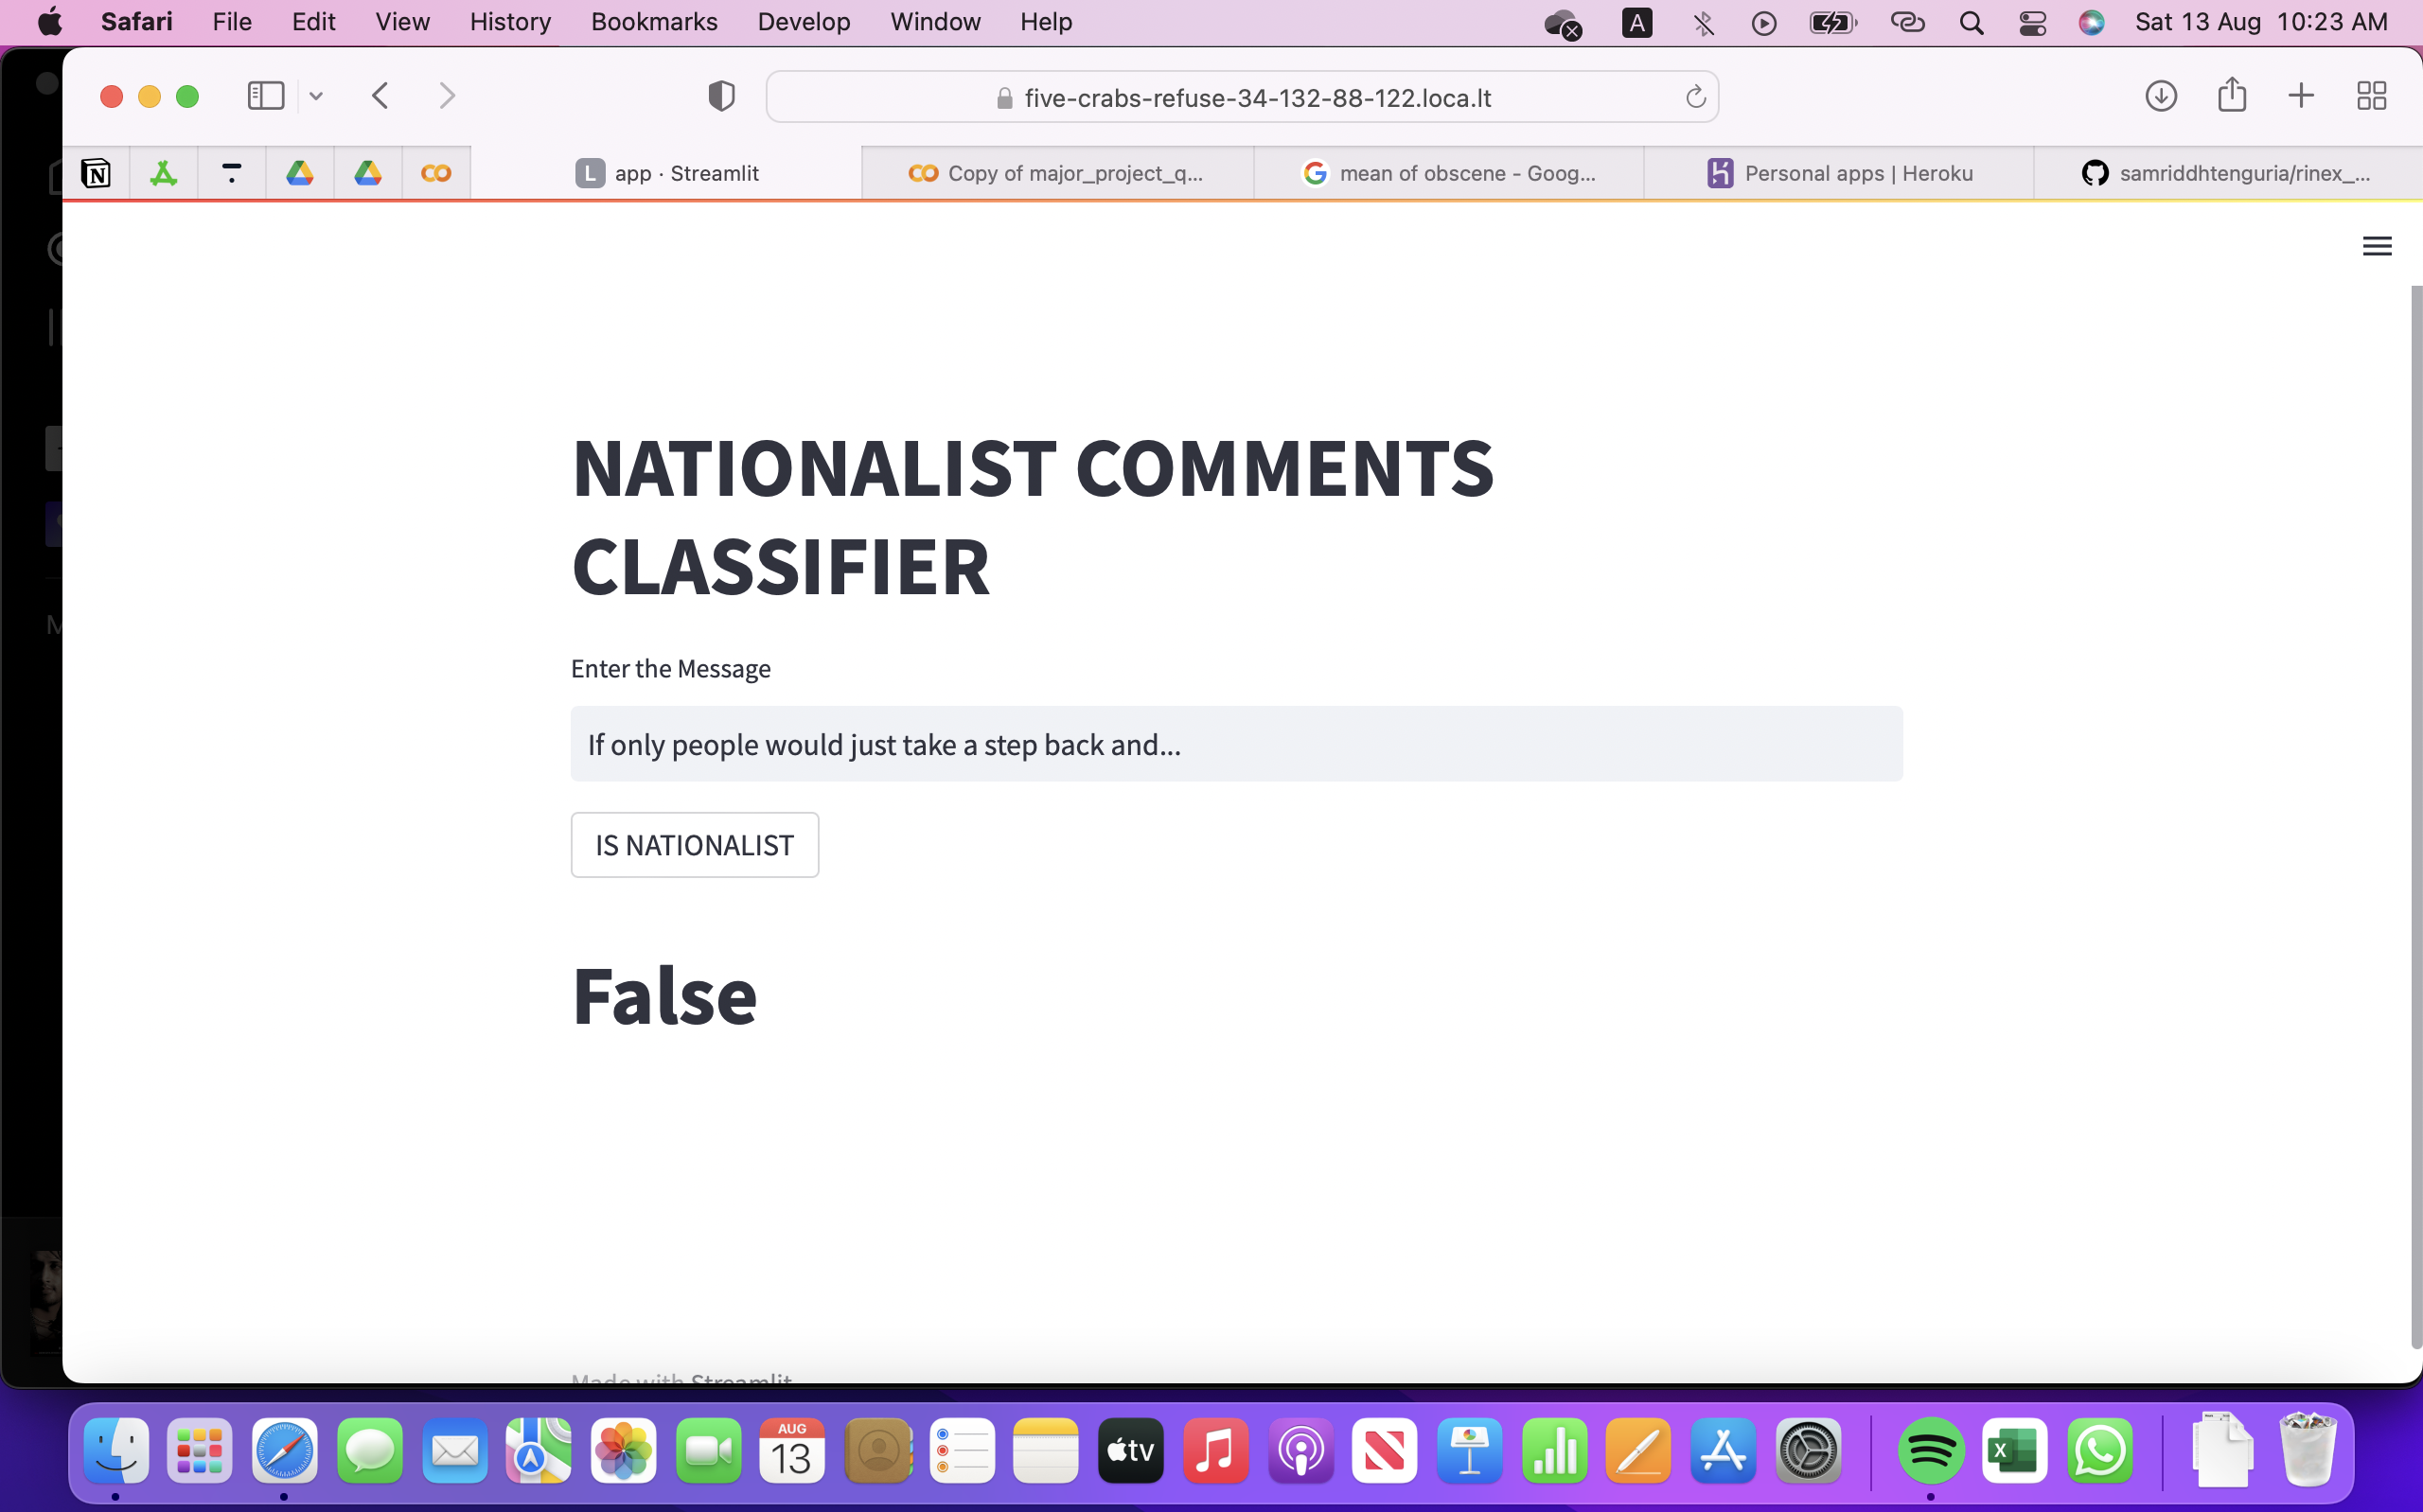 Safari File Edit View History Bookmarks Develop Window Help A Sat 13 Aug 10:23 AM
five-crabs-refuse-34-132-88-122.loca.lt
N L app · Streamlit Copy of major_project_q... G mean of obscene - Goog... Personal apps | Heroku samriddhtenguria/rinex_...
NATIONALIST COMMENTS
CLASSIFIER
Enter the Message
If only people would just take a step back and...
IS NATIONALIST
False
Made with Streamlit
AUG
13
tv
X